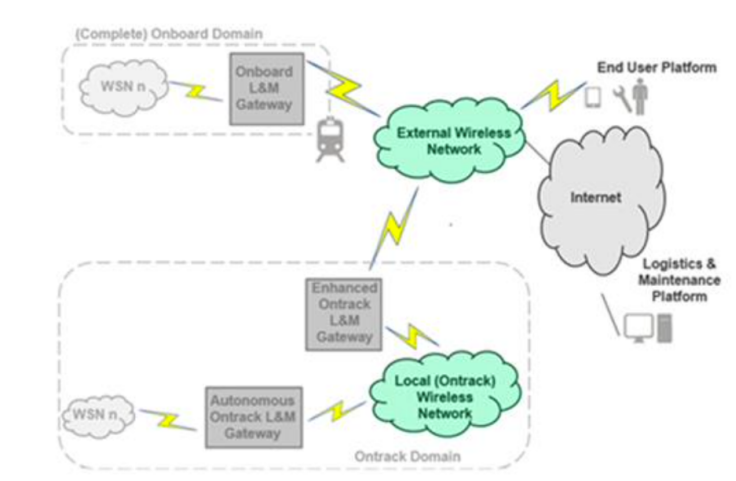 (Complete) Onboard Domain
WSN n
Onboard
L&M
Gateway
End User Platform
External Wireless
Network
Internet
Logistics &
Maintenance
Platform
Enhanced
Ontrack
L&M
Gateway
Local (Ontrack)
Wireless
Network
WSN n
Autonomous
Ontrack L&M
Gateway
Ontrack Domain